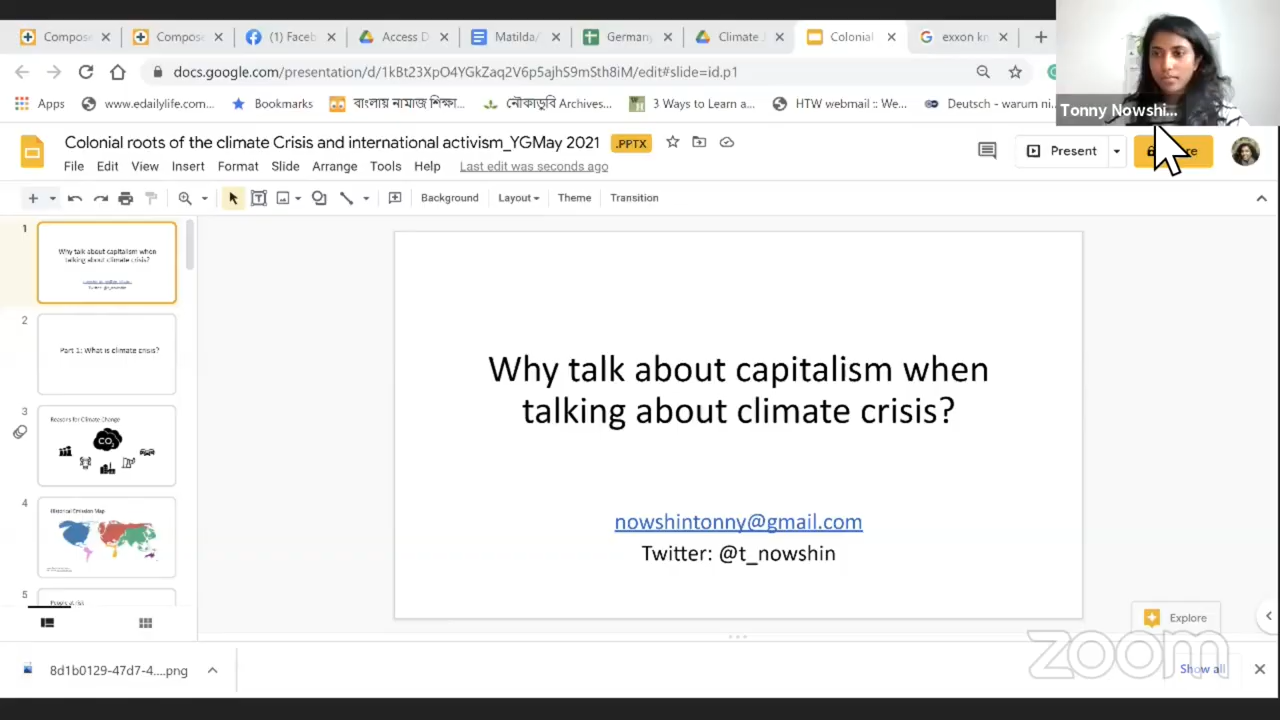 Compose
Compose
(1) Faceb
Access D
Matilda/
Germany
Climate J
Colonial
exxon kn
docs.google.com/presentation/d/1kBt23XpO4YGkZaq2V6p5ajhS9mSth8iM/edit#slide=id.p1
Apps
www.edailylife.com...
Bookmarks
বাংলায় নামাজ শিক্ষা...
নৌকাডুবি Archives...
3 Ways to Learn a...
HTW webmail :: We...
Deutsch - warum ni...
Tonny Nowshi...
Colonial roots of the climate Crisis and international activism_YGMay 2021
.PPTX
Present
File Edit View Insert Format Slide Arrange Tools Help Last edit was seconds ago
Background Layout Theme Transition
1
Why talk about capitalism when
talking about climate crisis?
2
Part 1: What is climate crisis?
3
Reasons for Climate Change
CO2
4
Historical Emission Map
5
Why talk about capitalism when
talking about climate crisis?
nowshintonny@gmail.com
Twitter: @t_nowshin
Explore
zoom
8d1b0129-47d7-4....png
Show all